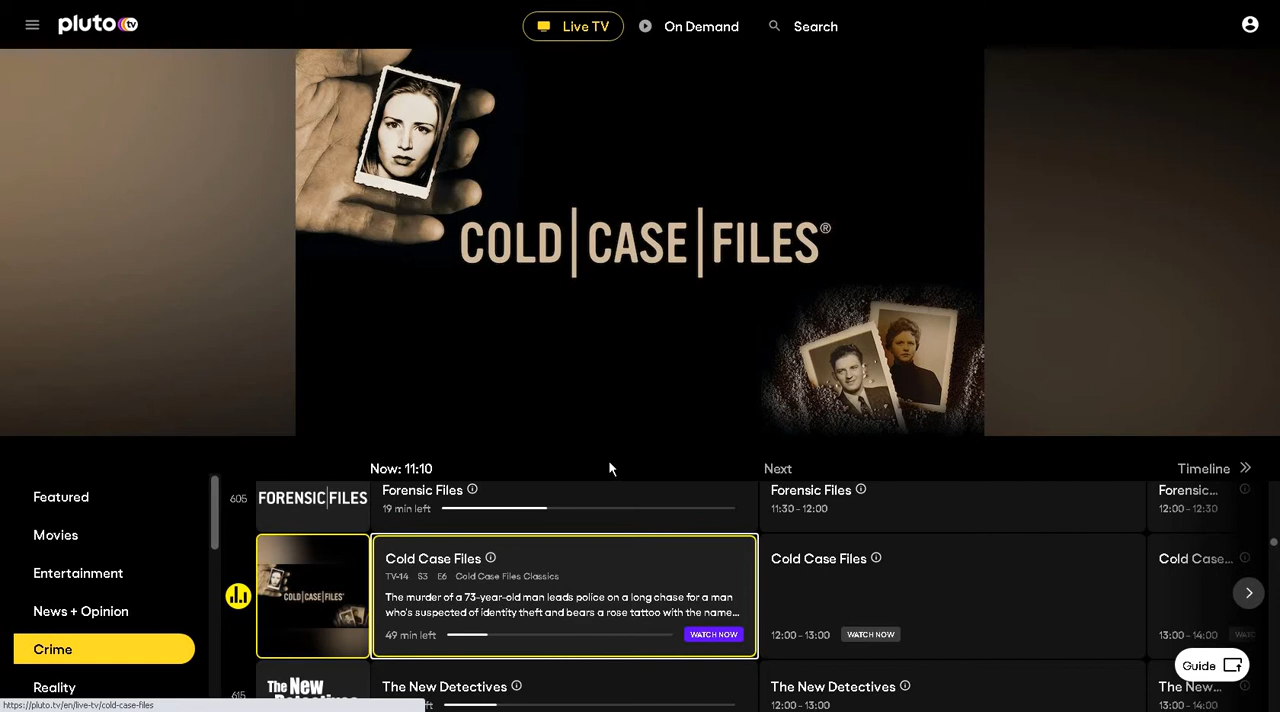 pluto tv
Live TV
On Demand
Search
COLD|CASE|FILES®
Now: 11:10
Next
Timeline
Featured
Movies
Entertainment
News + Opinion
Crime
Reality
605
FORENSIC|FILES
Forensic Files
19 min left
Forensic Files
11:30 – 12:00
Forensic...
12:00 – 12:30
COLD|CASE|FILES
Cold Case Files
TV-14 S3 E6 Cold Case Files Classics
The murder of a 73-year-old man leads police on a long chase for a man
who's suspected of identity theft and bears a rose tattoo with the name...
49 min left
WATCH NOW
Cold Case Files
12:00 – 13:00
WATCH NOW
Cold Case...
13:00 – 14:00
615
The New
Detectives
The New Detectives
The New Detectives
12:00 – 13:00
The New...
13:00 – 14:00
Guide
https://pluto.tv/en/live-tv/cold-case-files